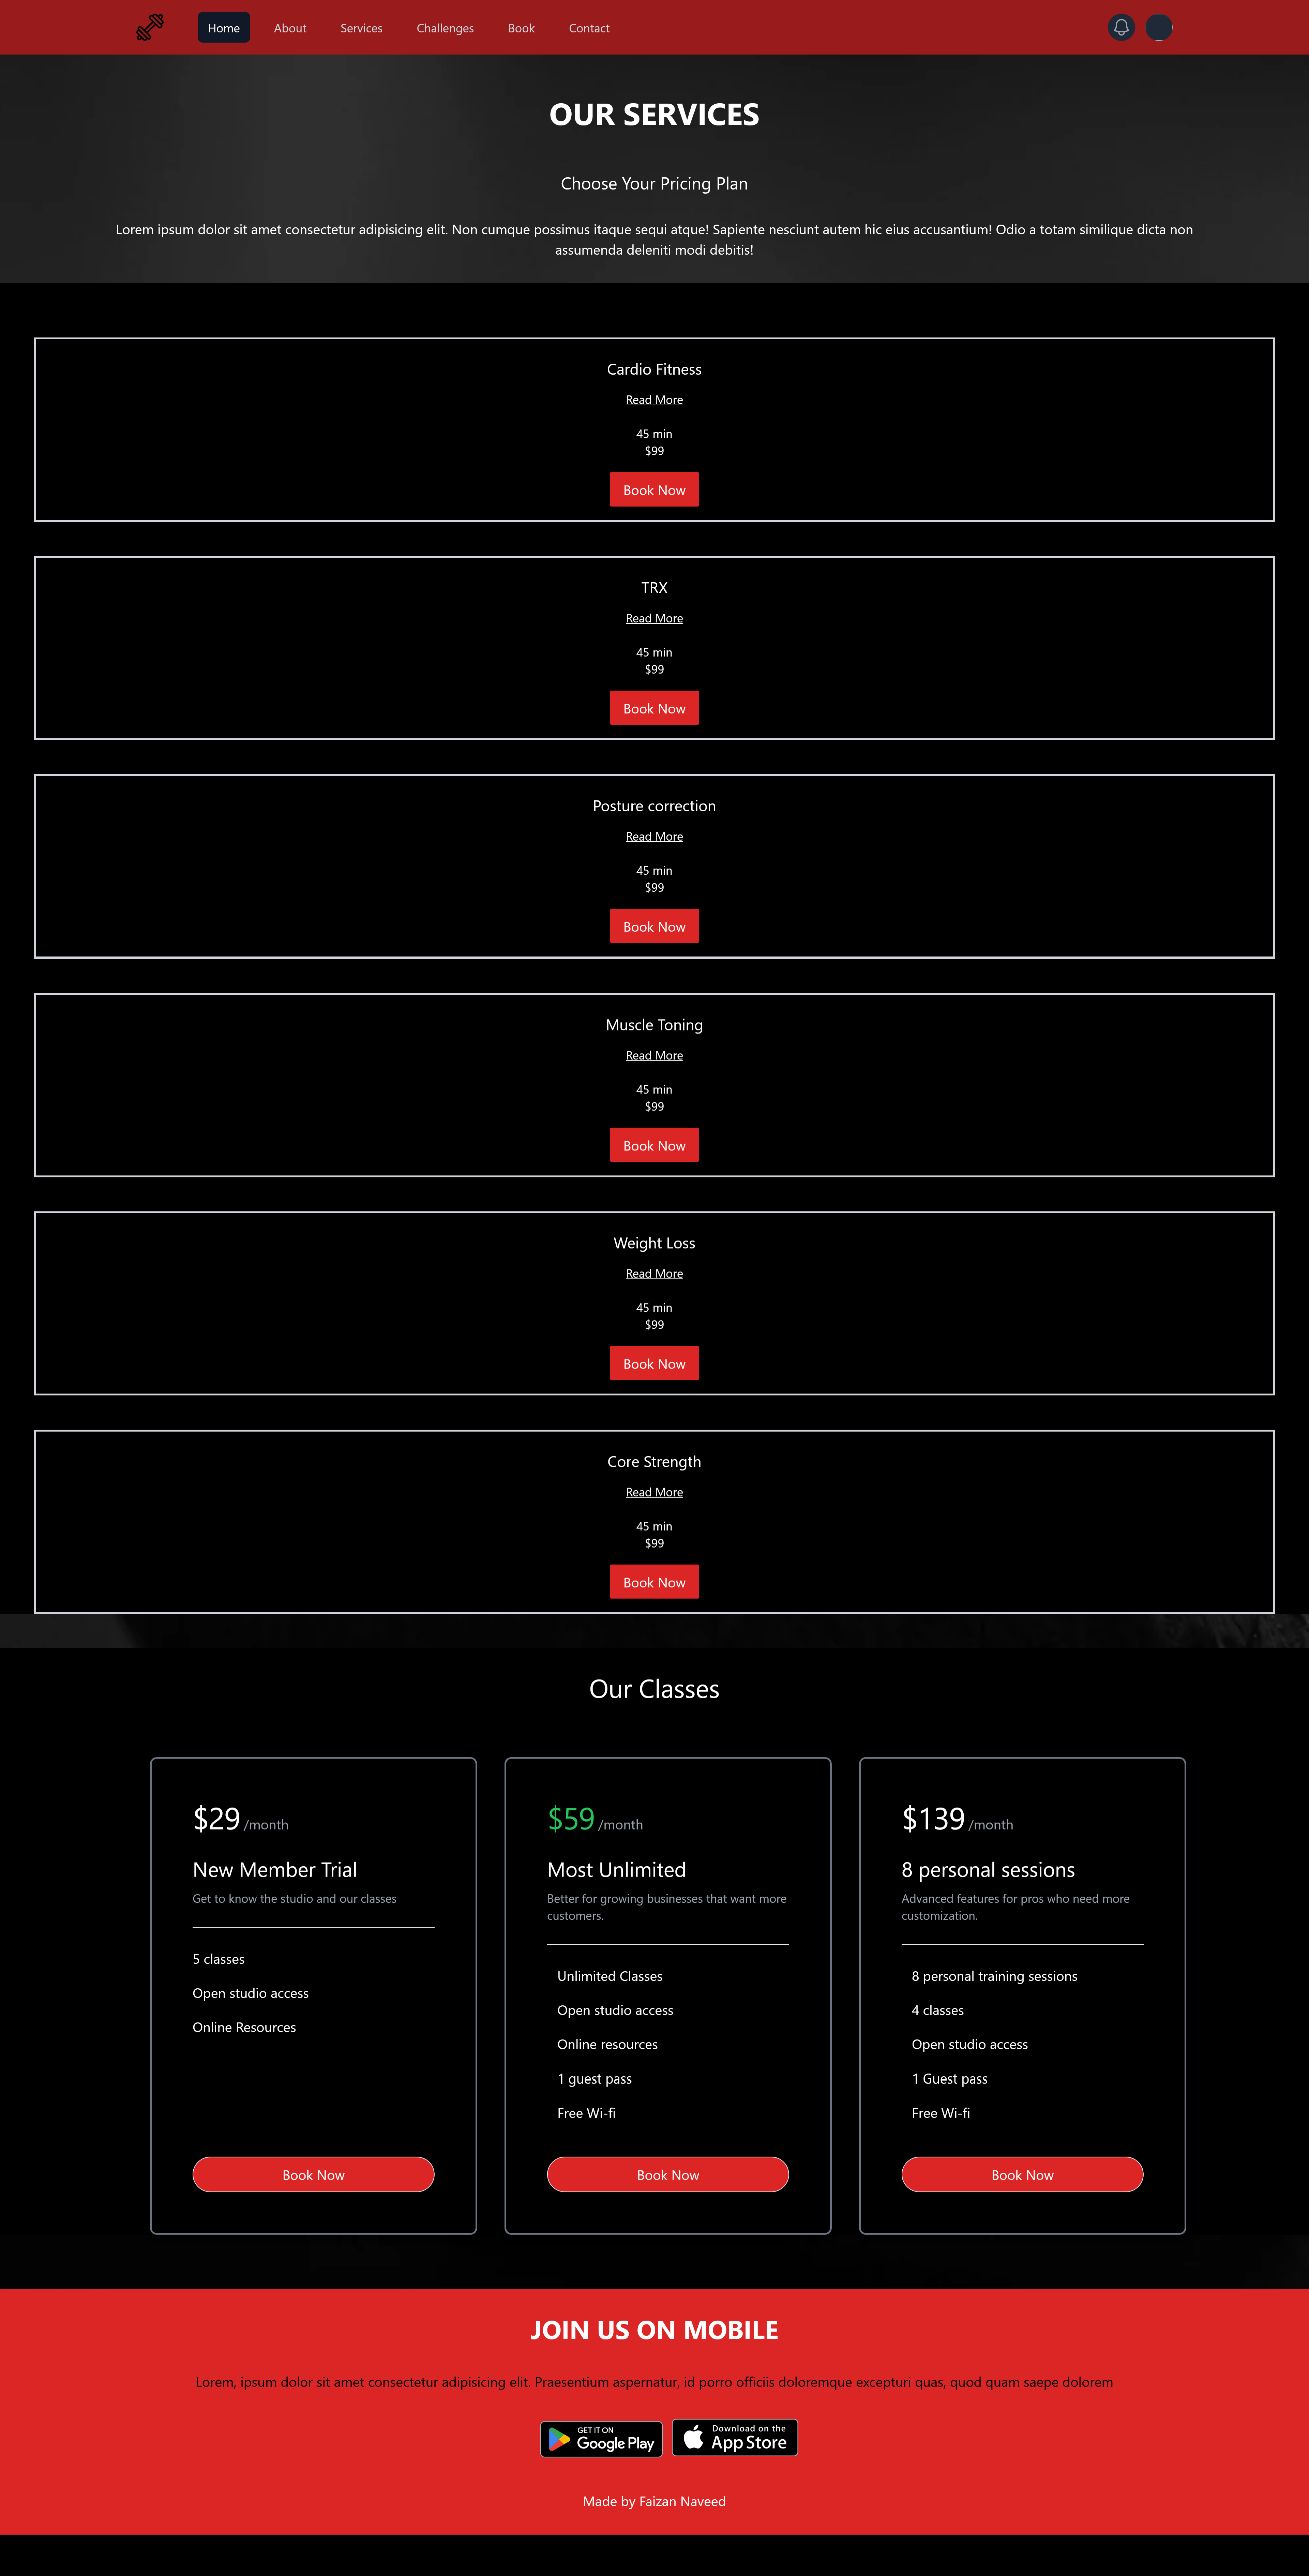 Home About Services Challenges Book Contact
OUR SERVICES
Choose Your Pricing Plan
Lorem ipsum dolor sit amet consectetur adipisicing elit. Non cumque possimus itaque sequi atque! Sapiente nesciunt autem hic eius accusantium! Odio a totam similique dicta non
assumenda deleniti modi debitis!
Cardio Fitness
Read More
45 min
$99
Book Now
TRX
Read More
45 min
$99
Book Now
Posture correction
Read More
45 min
$99
Book Now
Muscle Toning
Read More
45 min
$99
Book Now
Weight Loss
Read More
45 min
$99
Book Now
Core Strength
Read More
45 min
$99
Book Now
Our Classes
$29 /month
New Member Trial
Get to know the studio and our classes
5 classes
Open studio access
Online Resources
Book Now
$59 /month
Most Unlimited
Better for growing businesses that want more
customers.
Unlimited Classes
Open studio access
Online resources
1 guest pass
Free Wi-fi
Book Now
$139 /month
8 personal sessions
Advanced features for pros who need more
customization.
8 personal training sessions
4 classes
Open studio access
1 Guest pass
Free Wi-fi
Book Now
JOIN US ON MOBILE
Lorem, ipsum dolor sit amet consectetur adipisicing elit. Praesentium aspernatur, id porro officiis doloremque excepturi quas, quod quam saepe dolorem
GET IT ON
Google Play
Download on the
App Store
Made by Faizan Naveed